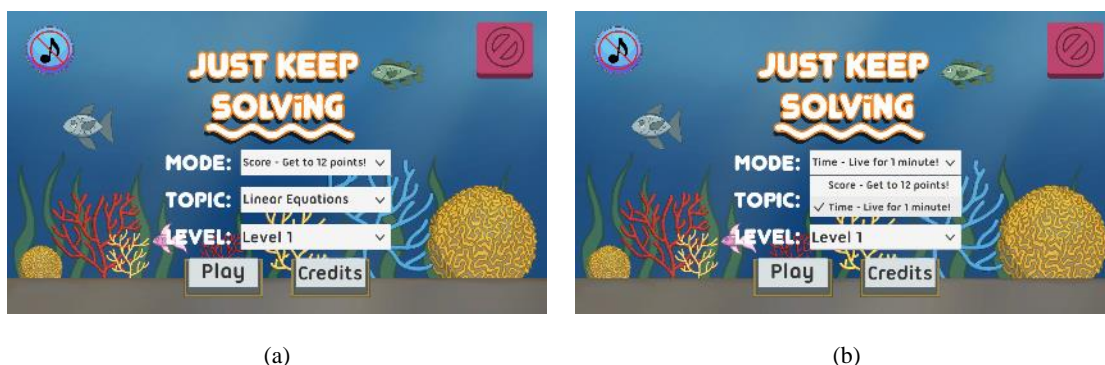 JUST KEEP
SOLViNG
MODE: Score - Get to 12 points!
TOPIC: Linear Equations
LEVEL: Level 1
Play Credits
(a)
JUST KEEP
SOLViNG
MODE: Time - Live for 1 minute!
Score - Get to 12 points!
TOPIC: Time - Live for 1 minute!
LEVEL: Level 1
Play Credits
(b)